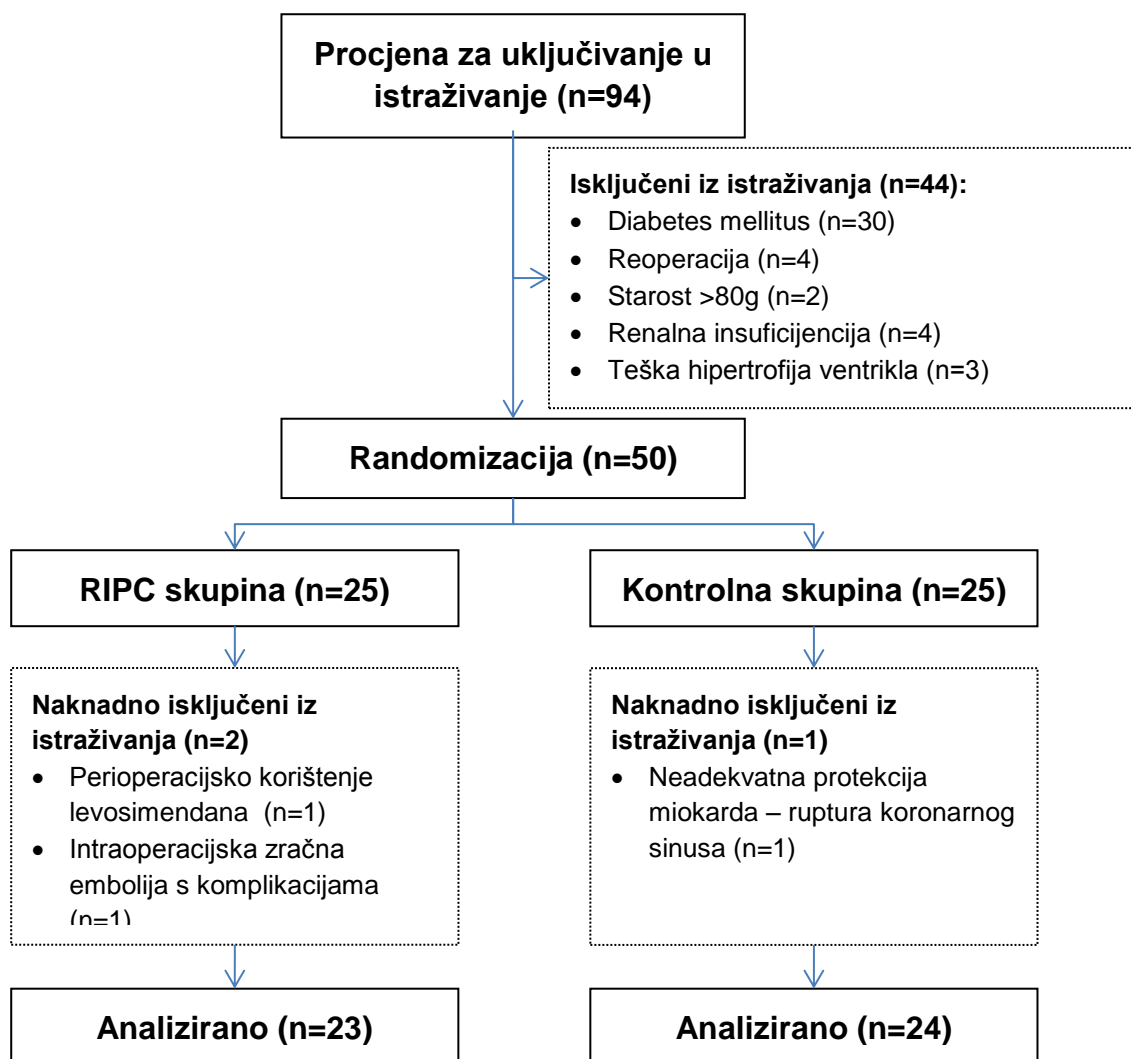 Procjena za uključivanje u
istraživanje (n=94)
Isključeni iz istraživanja (n=44):
• Diabetes mellitus (n=30)
• Reoperacija (n=4)
• Starost >80g (n=2)
• Renalna insuficijencija (n=4)
• Teška hipertrofija ventrikla (n=3)
Randomizacija (n=50)
RIPC skupina (n=25)
Kontrolna skupina (n=25)
Naknadno isključeni iz
istraživanja (n=2)
• Perioperacijsko korištenje
levosimendana (n=1)
• Intraoperacijska zračna
embolija s komplikacijama
(n=1)
Naknadno isključeni iz
istraživanja (n=1)
• Neadekvatna protekcija
miokarda – ruptura koronarnog
sinusa (n=1)
Analizirano (n=23)
Analizirano (n=24)